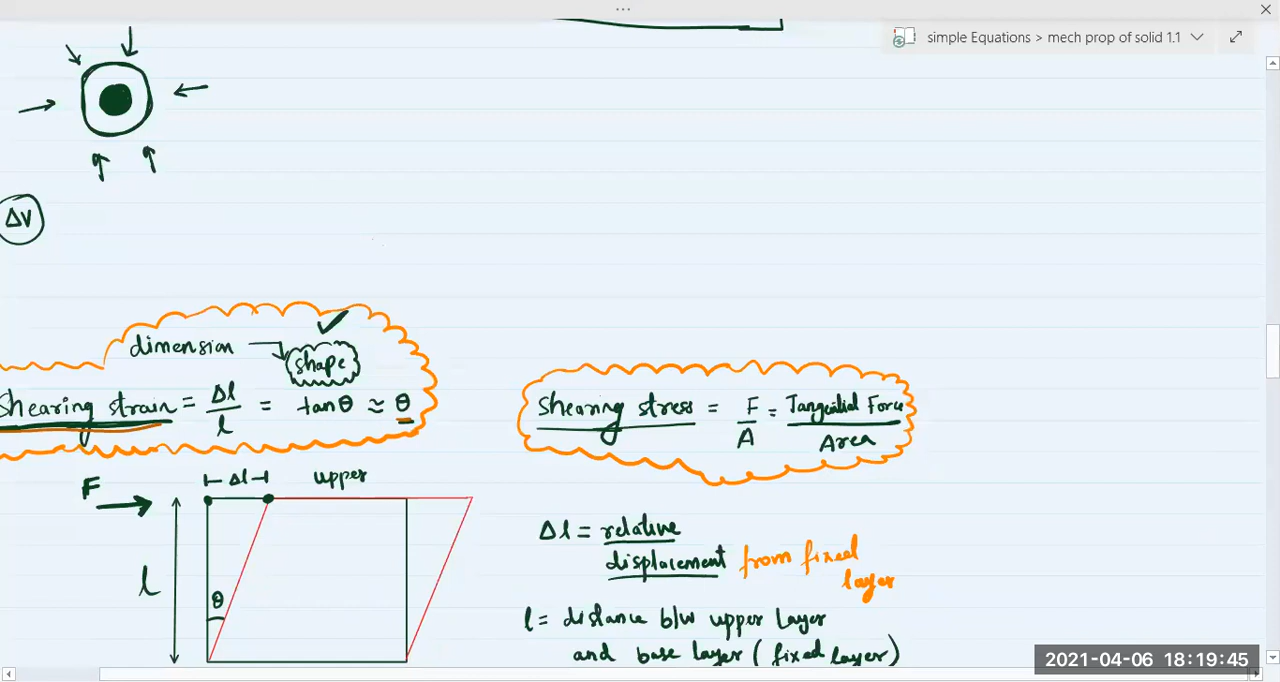 simple Equations > mech prop of solid 1.1
ΔV
dimension
shape
Shearing strain = Δl/l = tanθ ≈ θ
Shearing stress = F/A = Tangential Force/Area
F
Δl
upper
l
θ
Δl = relative
displacement from fixed
layer
l = distance b/w upper layer
and base layer (fixed layer)
2021-04-06 18:19:45